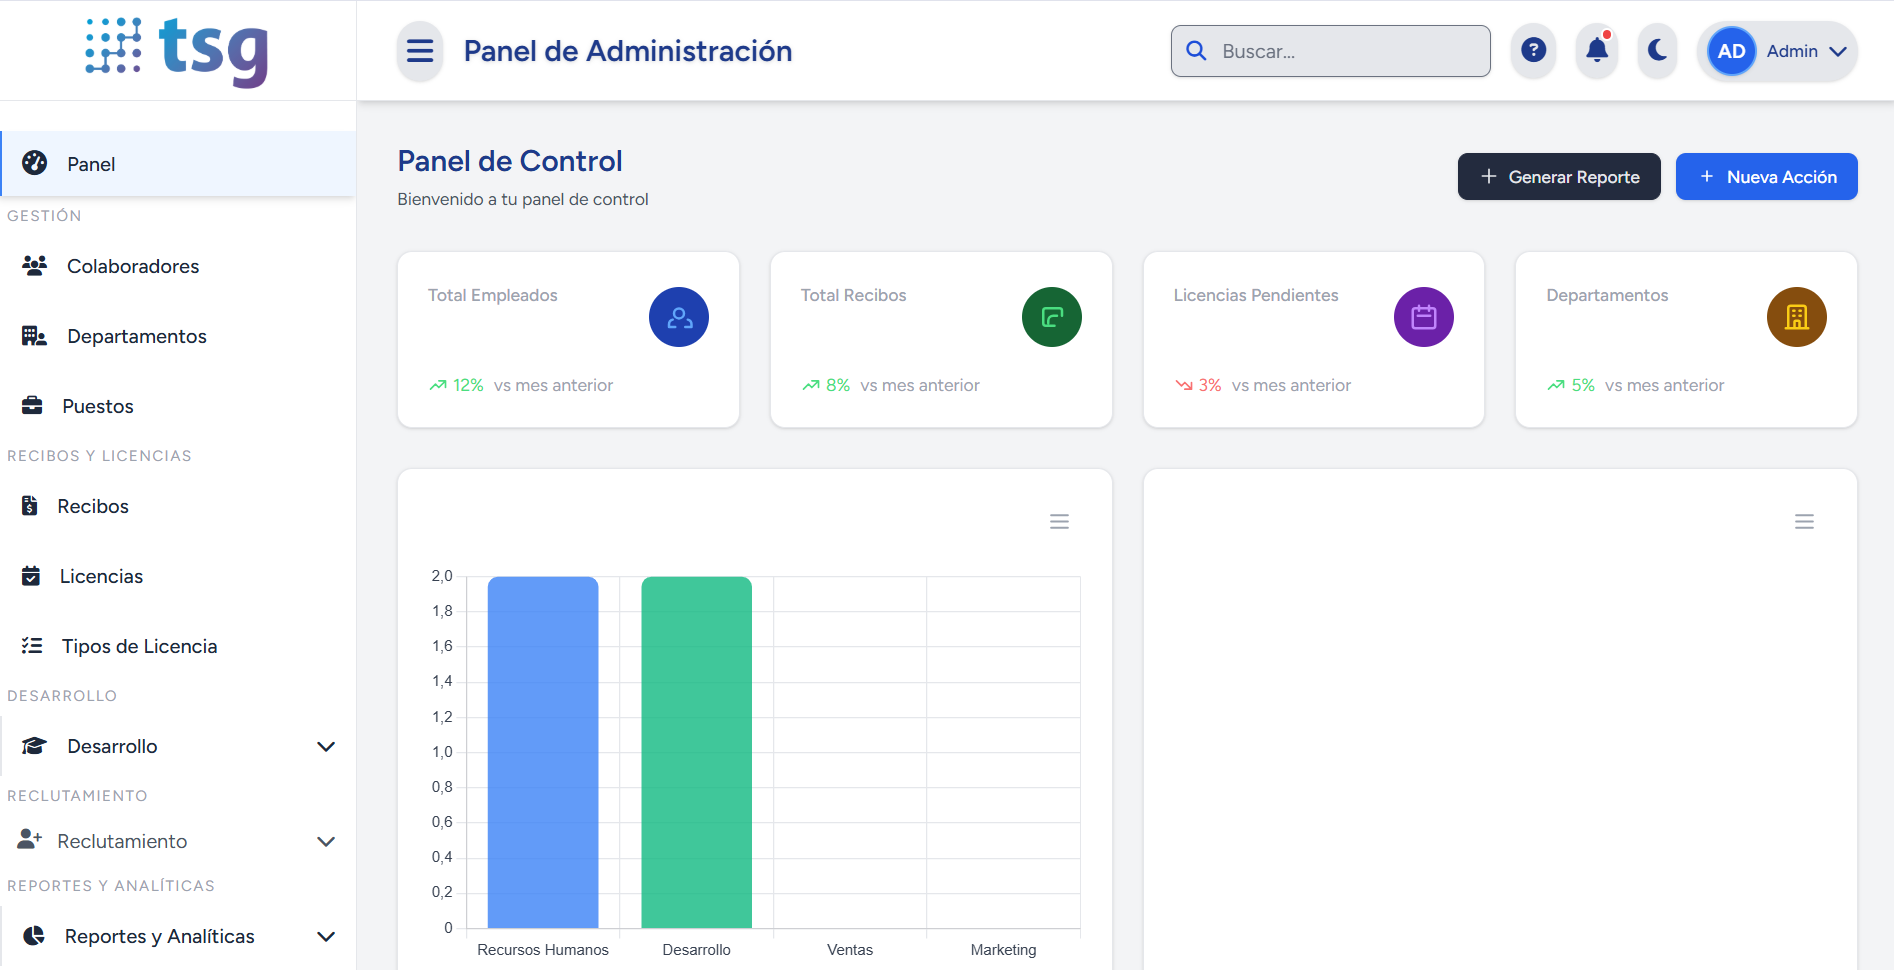 tsg
Panel de Administración
Buscar...
AD Admin
Panel
GESTIÓN
Colaboradores
Departamentos
Puestos
RECIBOS Y LICENCIAS
Recibos
Licencias
Tipos de Licencia
DESARROLLO
Desarrollo
RECLUTAMIENTO
Reclutamiento
REPORTES Y ANALÍTICAS
Reportes y Analíticas
Panel de Control
Bienvenido a tu panel de control
+ Generar Reporte
+ Nueva Acción
Total Empleados
12% vs mes anterior
Total Recibos
8% vs mes anterior
Licencias Pendientes
3% vs mes anterior
Departamentos
5% vs mes anterior
2,0
1,8
1,6
1,4
1,2
1,0
0,8
0,6
0,4
0,2
0
Recursos Humanos Desarrollo Ventas Marketing